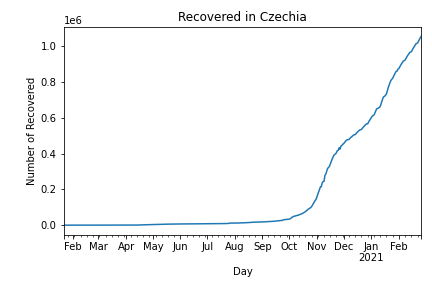 Recovered in Czechia
1e6
1.0
0.8
0.6
0.4
0.2
0.0
Number of Recovered
Feb Mar Apr May Jun Jul Aug Sep Oct Nov Dec Jan Feb
2021
Day